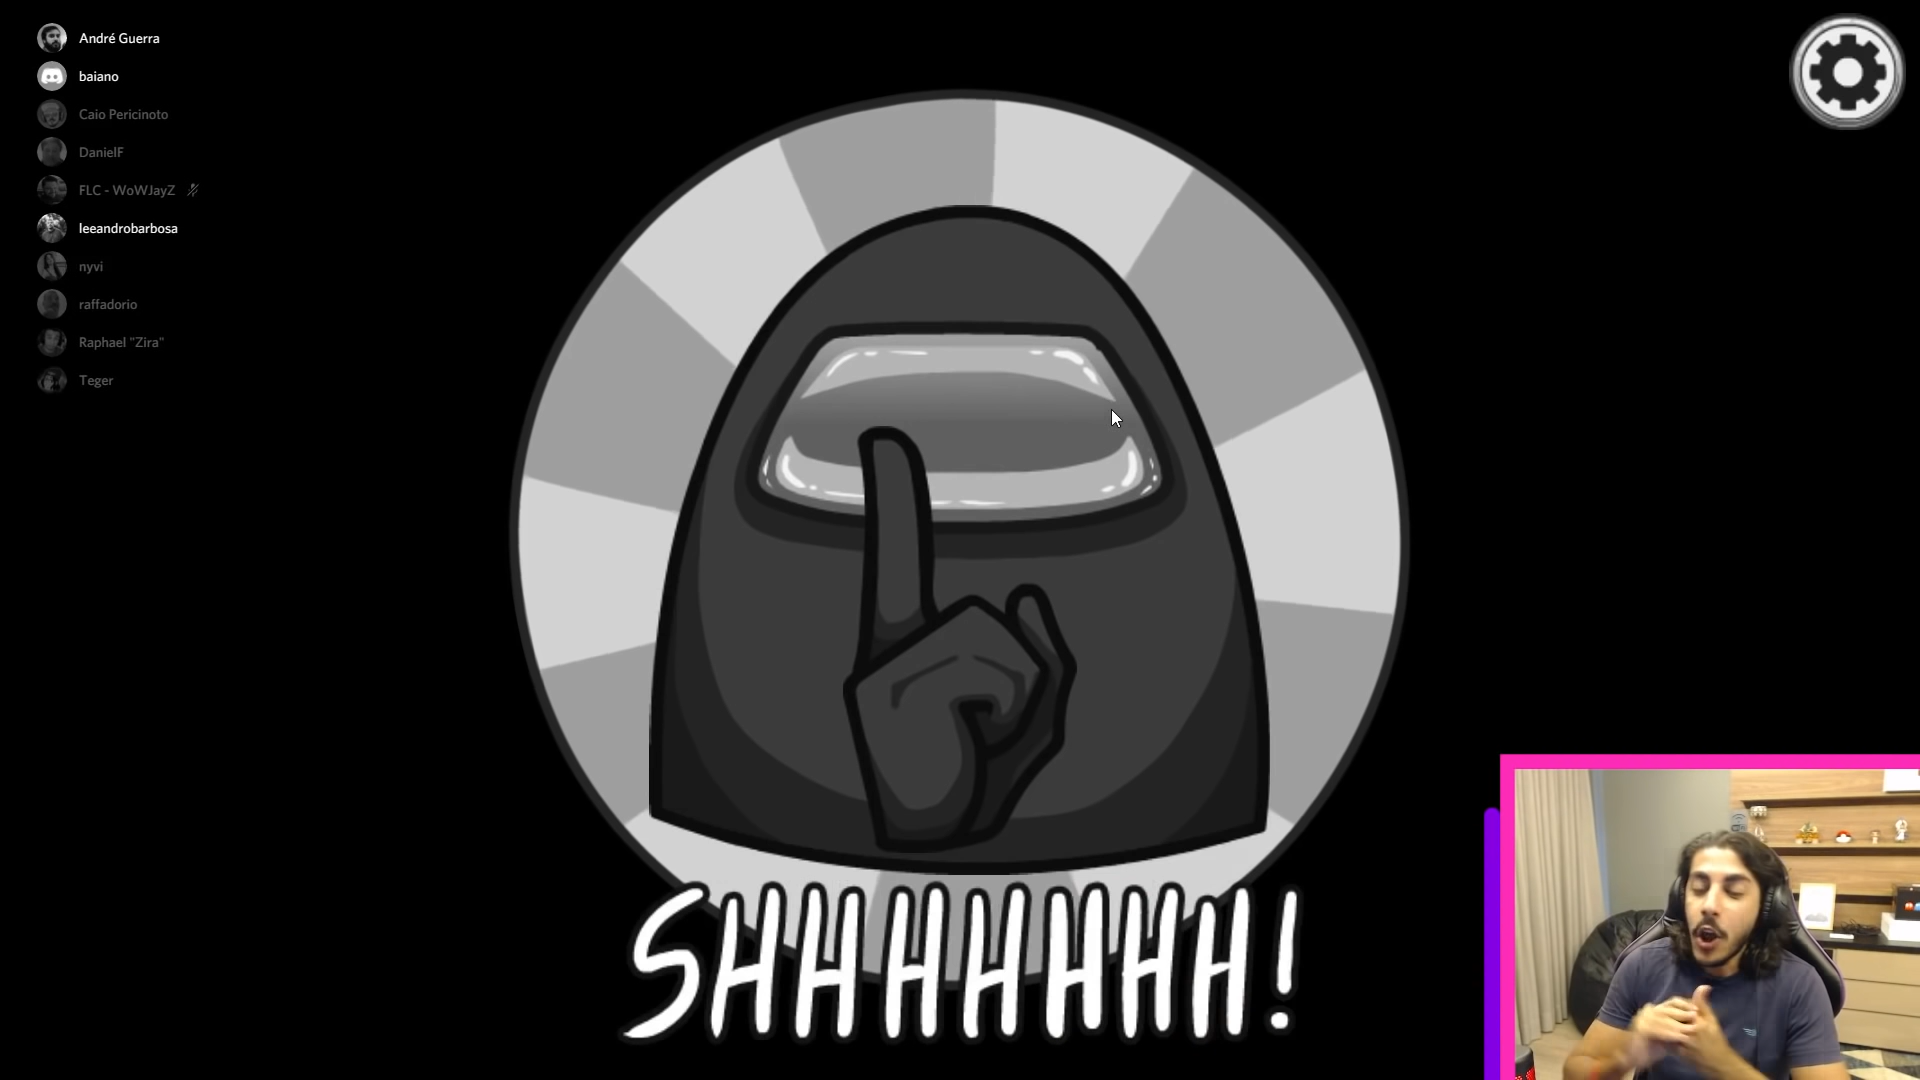 André Guerra
baiano
Caio Pericinoto
DanielF
FLC - WoWJayZ
leeandrobarbosa
nyvi
raffadorio
Raphael "Zira"
Teger
SHHHHHHH!